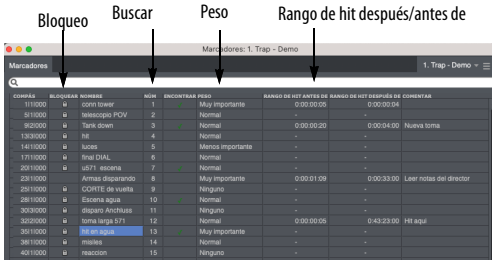 Bloqueo Buscar Peso Rango de hit después/antes de
Marcadores: 1. Trap - Demo
Marcadores 1. Trap - Demo
COMPÁS BLOQUEAR NOMBRE NÚM ENCONTRAR PESO RANGO DE HIT ANTES DE RANGO DE HIT DESPUÉS DE COMENTAR
1|1|000 conn tower 1 Muy importante 0:00:00:05 0:00:00:04
5|1|000 telescopio POV 2 Normal - -
9|2|000 Tank down 3 Normal 0:00:00:20 0:00:04:00 Nueva toma
13|3|000 hit 4 Normal - -
14|1|000 luces 5 Menos importante - -
17|1|000 final DIAL 6 Normal - -
20|1|000 u571 escena 7 Normal - -
23|1|000 Armas disparando 8 Muy importante 0:00:01:09 0:00:33:00 Leer notas del director
25|1|000 CORTE de vuelta 9 Ninguno - -
28|1|000 Escena agua 10 Normal - -
30|3|000 disparo Anchluss 11 Ninguno - -
32|2|000 toma larga 571 12 Normal 0:00:00:05 0:43:23:00 Hit aqui
35|1|000 hit en agua 13 Muy importante - -
38|1|000 misiles 14 Normal - -
40|1|000 reaccion 15 Ninguno - -